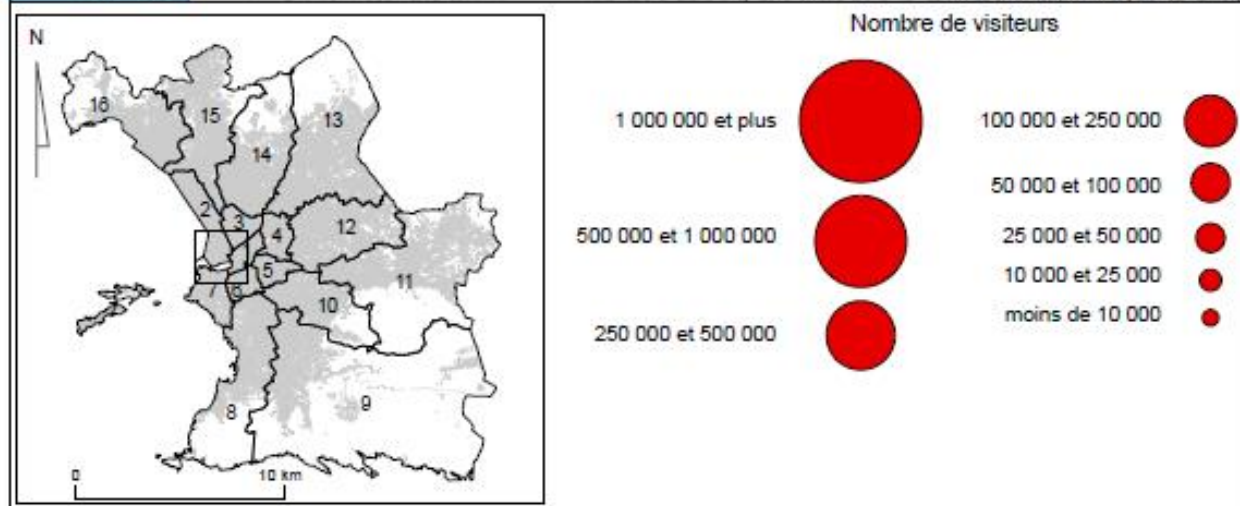 N
16
15
13
14
2
3
4
12
5
11
7
6
10
8
9
0
10 km
Nombre de visiteurs
1 000 000 et plus
500 000 et 1 000 000
250 000 et 500 000
100 000 et 250 000
50 000 et 100 000
25 000 et 50 000
10 000 et 25 000
moins de 10 000